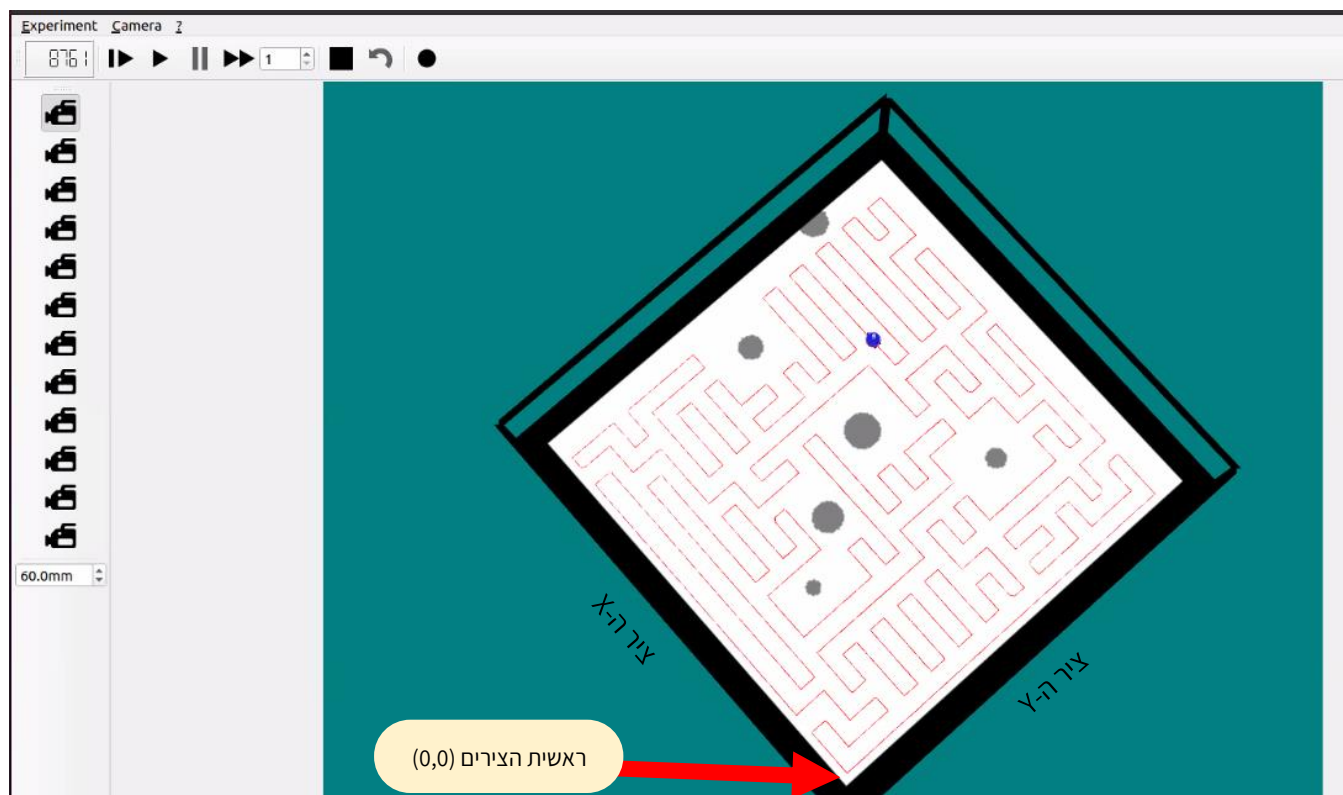 Experiment Camera ?
8761
1
60.0mm
ציר ה-X
ציר ה-Y
ראשית הצירים (0,0)